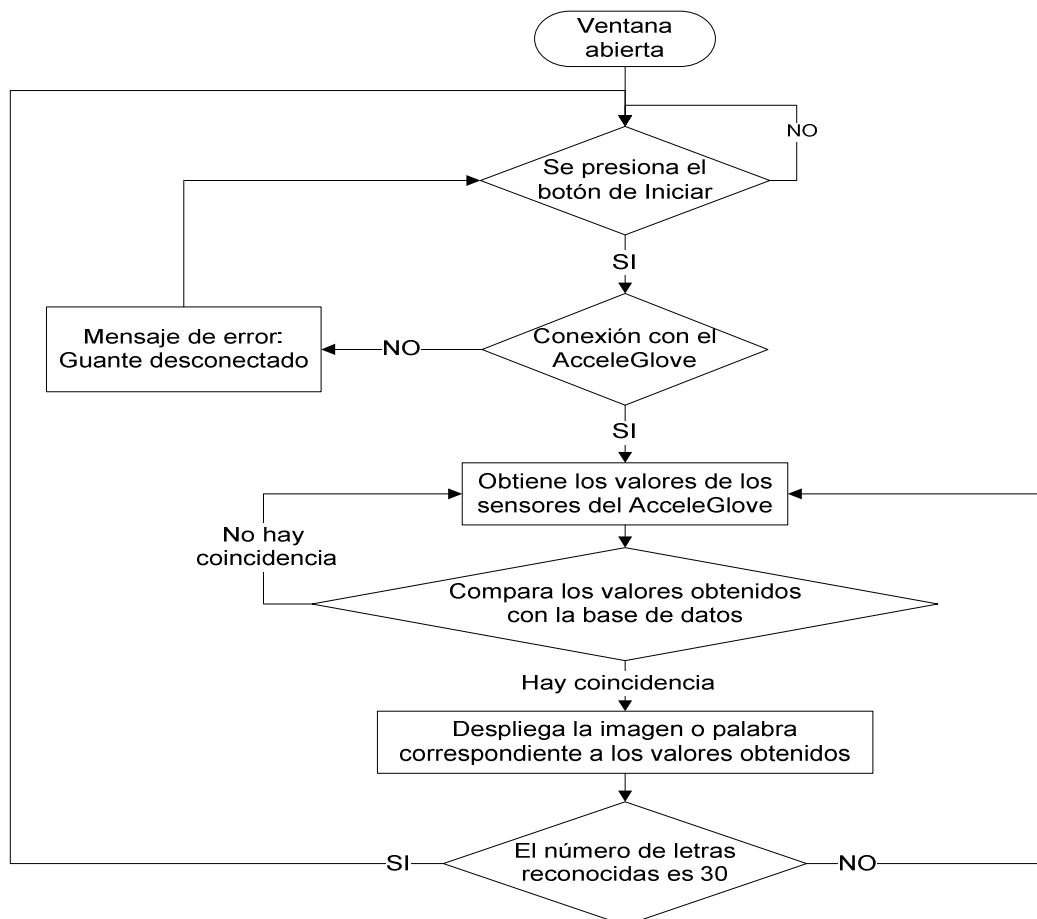 Ventana
abierta
NO
Se presiona el
botón de Iniciar
SI
Mensaje de error:
Guante desconectado
NO
Conexión con el
AcceleGlove
SI
Obtiene los valores de los
sensores del AcceleGlove
No hay
coincidencia
Compara los valores obtenidos
con la base de datos
Hay coincidencia
Despliega la imagen o palabra
correspondiente a los valores obtenidos
SI
El número de letras
reconocidas es 30
NO